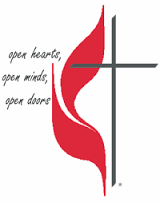 open hearts,
open minds,
open doors
®